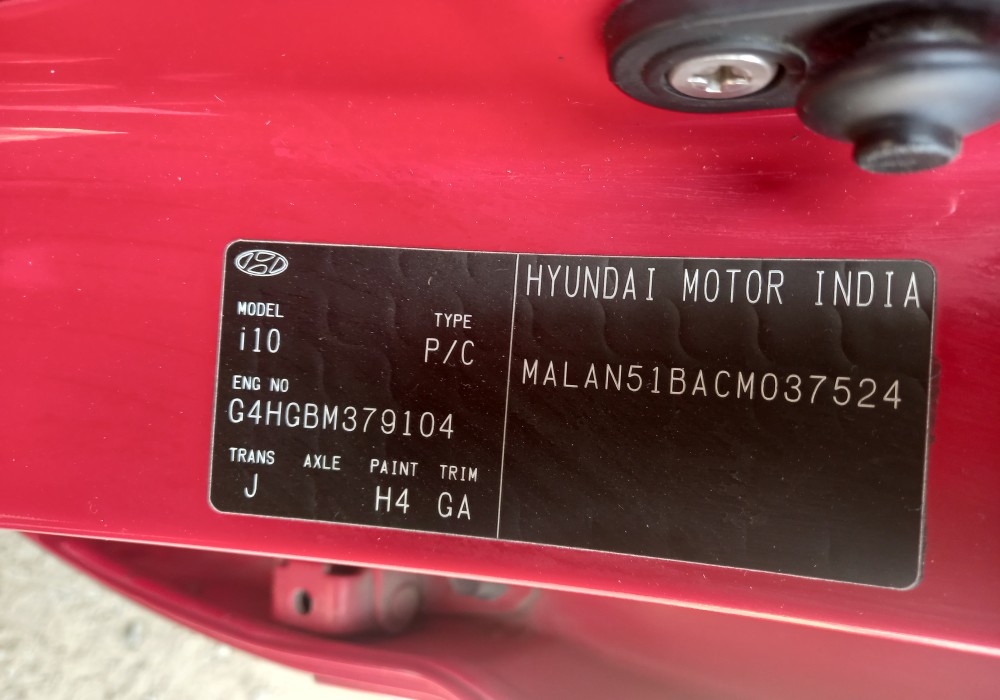 HYUNDAI MOTOR INDIA
MODEL TYPE
i10 P/C
MALAN51BACM037524
ENG NO
G4HGBM379104
TRANS AXLE PAINT TRIM
J H4 GA